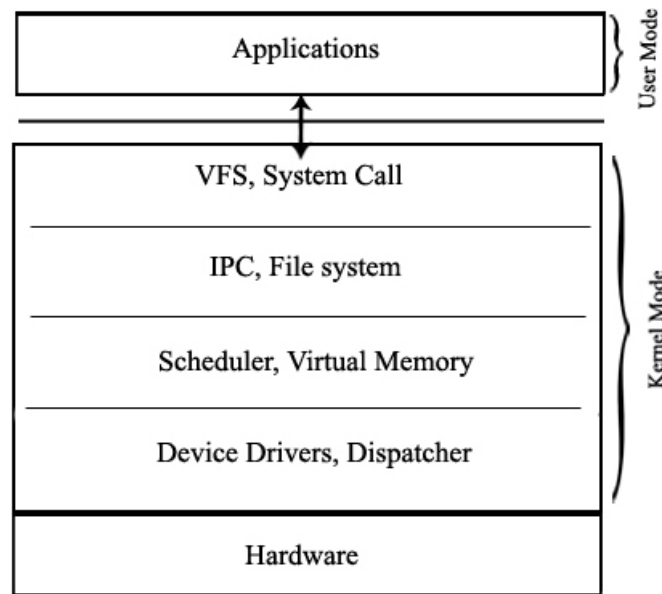 Applications
User Mode
VFS, System Call
IPC, File system
Scheduler, Virtual Memory
Device Drivers, Dispatcher
Kernel Mode
Hardware